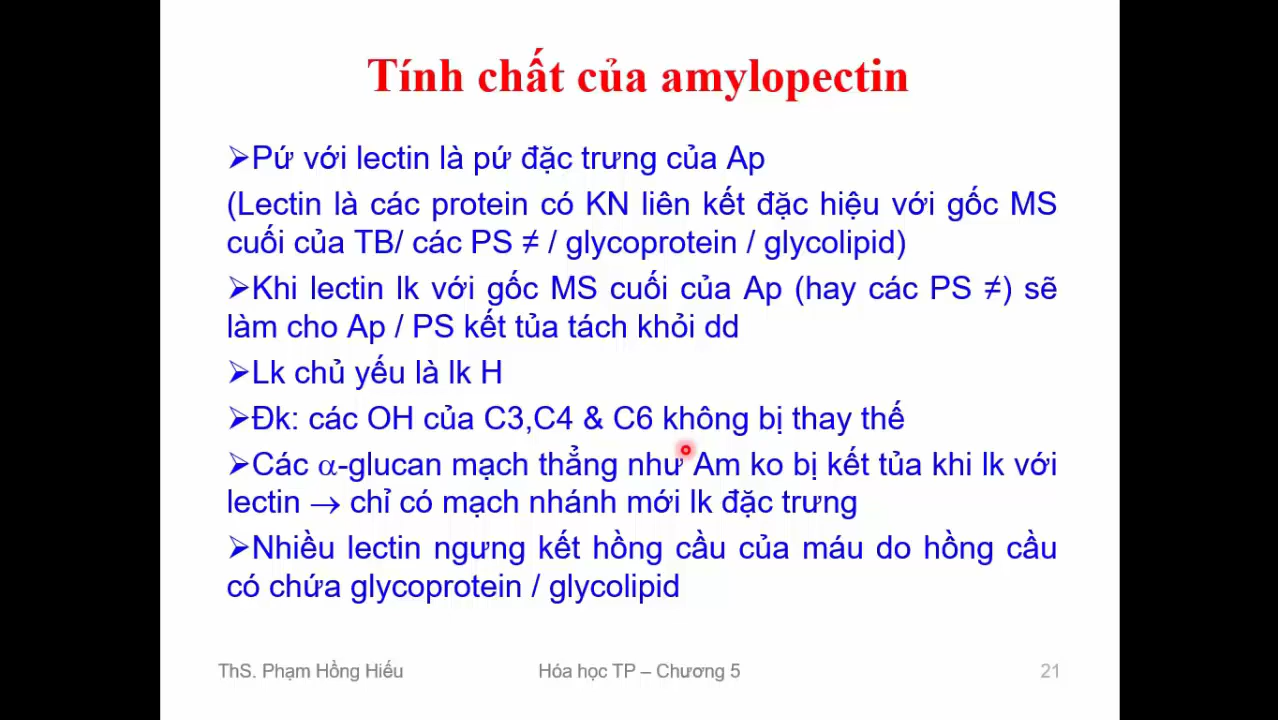 Tính chất của amylopectin
➢Pứ với lectin là pứ đặc trưng của Ap
(Lectin là các protein có KN liên kết đặc hiệu với gốc MS
cuối của TB/ các PS ≠ / glycoprotein / glycolipid)
➢Khi lectin lk với gốc MS cuối của Ap (hay các PS ≠) sẽ
làm cho Ap / PS kết tủa tách khỏi dd
➢Lk chủ yếu là lk H
➢Đk: các OH của C3,C4 & C6 không bị thay thế
➢Các α-glucan mạch thẳng như Am ko bị kết tủa khi lk với
lectin → chỉ có mạch nhánh mới lk đặc trưng
➢Nhiều lectin ngưng kết hồng cầu của máu do hồng cầu
có chứa glycoprotein / glycolipid
ThS. Phạm Hồng Hiếu
Hóa học TP – Chương 5
21